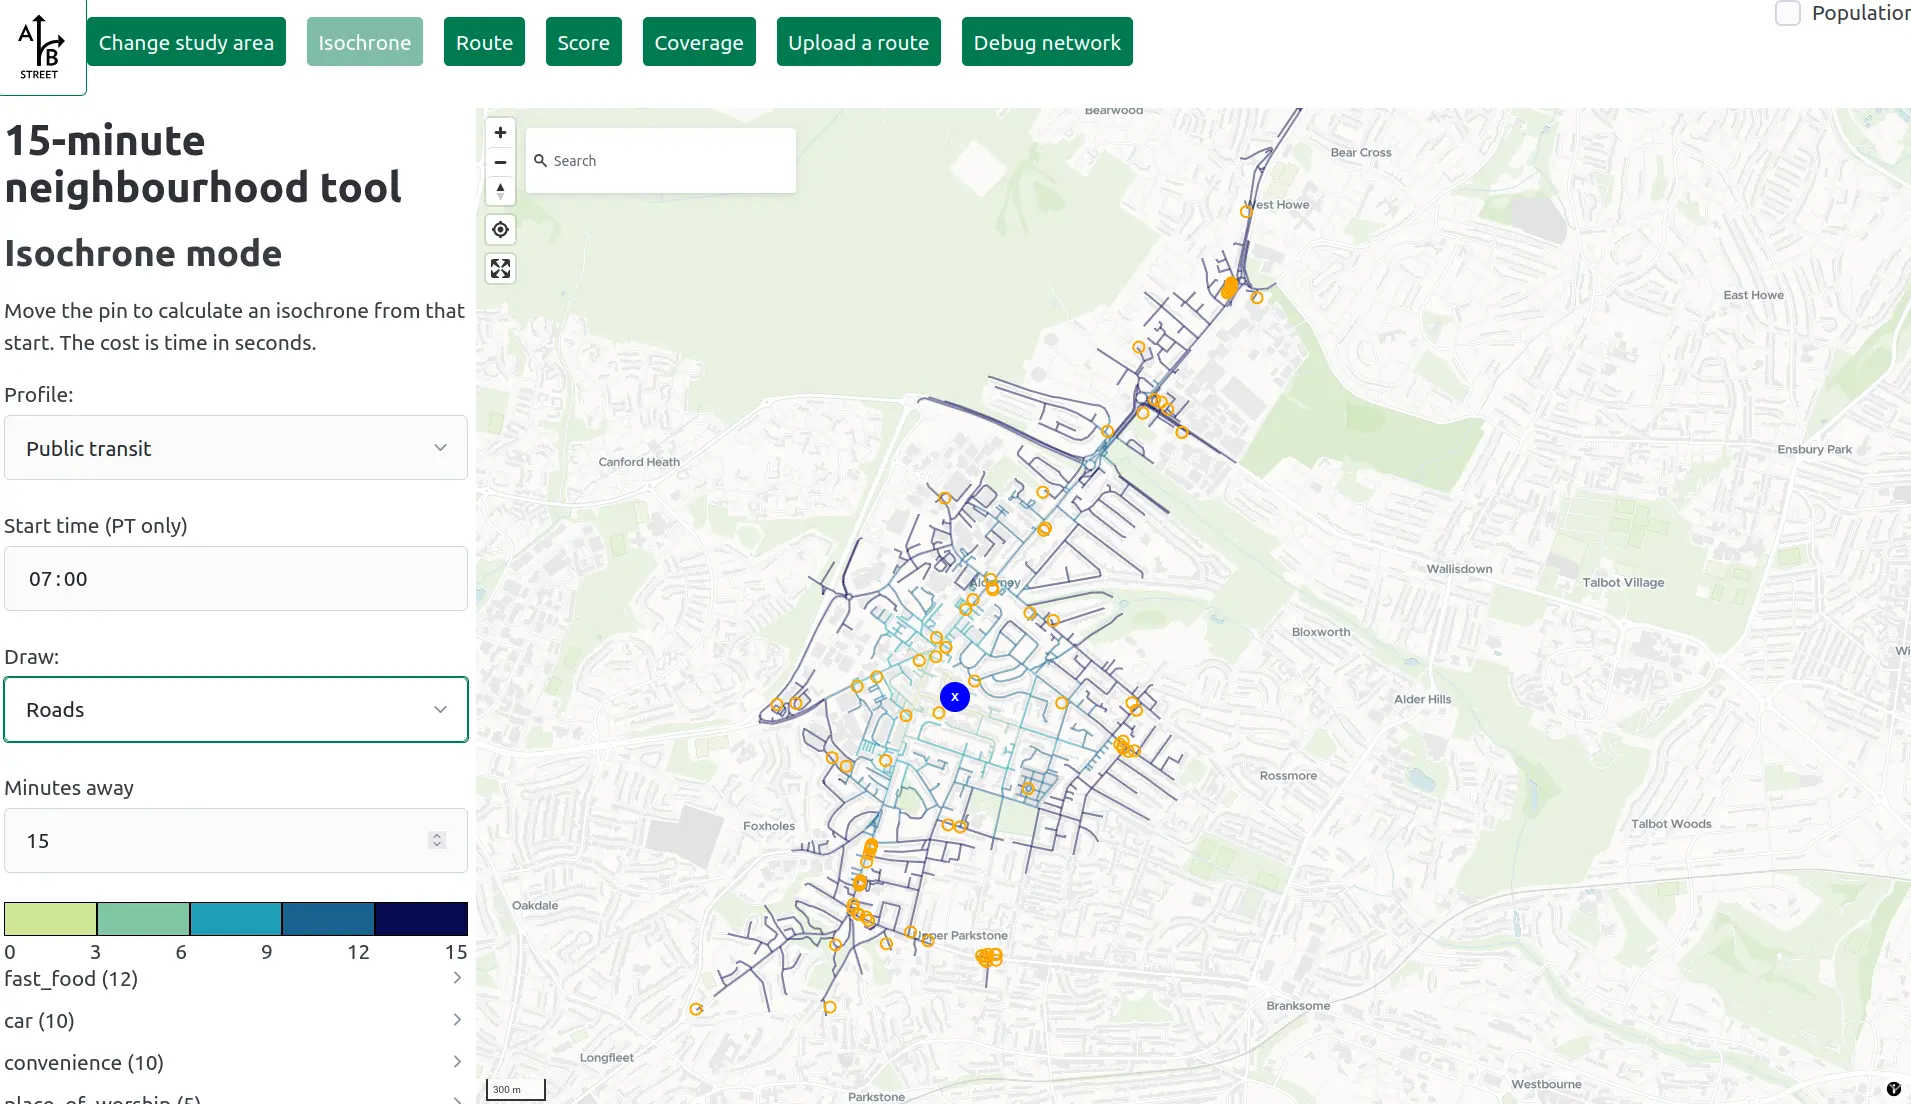 A
B
STREET
Change study area
Isochrone
Route
Score
Coverage
Upload a route
Debug network
Population
15-minute
neighbourhood tool
Isochrone mode
Move the pin to calculate an isochrone from that
start. The cost is time in seconds.
Profile:
Public transit
Start time (PT only)
07:00
Draw:
Roads
Minutes away
15
0 3 6 9 12 15
fast_food (12)
car (10)
convenience (10)
place_of_worship (5)
+
−
Search
Bearwood
Bear Cross
West Howe
East Howe
Canford Heath
Ensbury Park
Alderney
Wallisdown
Talbot Village
Bloxworth
Wi
x
Alder Hills
Rossmore
Foxholes
Talbot Woods
Oakdale
Upper Parkstone
Branksome
Longfleet
Westbourne
Parkstone
300 m